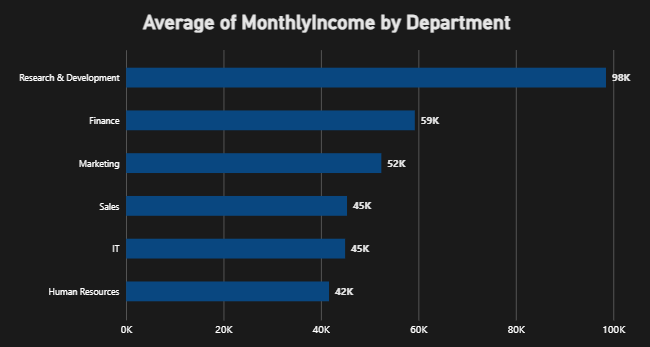 Average of MonthlyIncome by Department
Research & Development 98K
Finance 59K
Marketing 52K
Sales 45K
IT 45K
Human Resources 42K
0K 20K 40K 60K 80K 100K